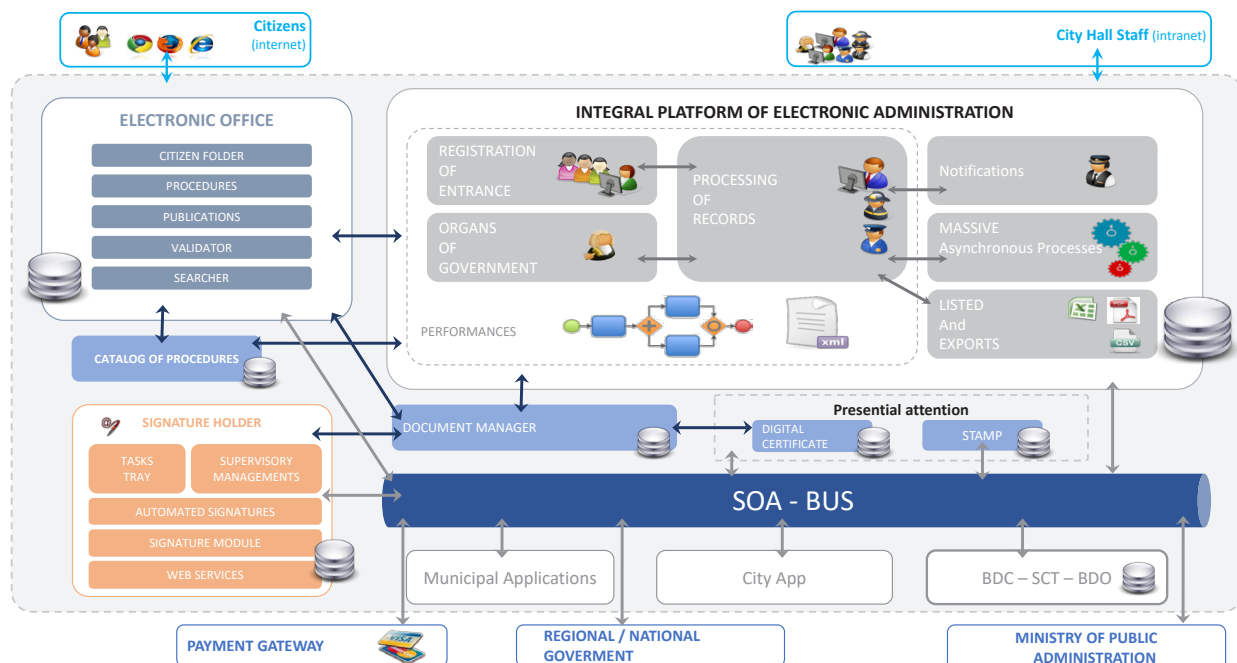 Citizens
(internet)
City Hall Staff (intranet)
ELECTRONIC OFFICE
CITIZEN FOLDER
PROCEDURES
PUBLICATIONS
VALIDATOR
SEARCHER
INTEGRAL PLATFORM OF ELECTRONIC ADMINISTRATION
REGISTRATION
OF
ENTRANCE
PROCESSING
OF
RECORDS
Notifications
ORGANS
OF
GOVERNMENT
MASSIVE
Asynchronous Processes
PERFORMANCES
xml
LISTED
And
EXPORTS
PDF
CSV
CATALOG OF PROCEDURES
SIGNATURE HOLDER
TASKS
TRAY
SUPERVISORY
MANAGEMENTS
AUTOMATED SIGNATURES
SIGNATURE MODULE
WEB SERVICES
DOCUMENT MANAGER
Presential attention
DIGITAL
CERTIFICATE
STAMP
SOA - BUS
Municipal Applications
City App
BDC – SCT – BDO
PAYMENT GATEWAY
VISA
REGIONAL / NATIONAL
GOVERMENT
MINISTRY OF PUBLIC
ADMINISTRATION